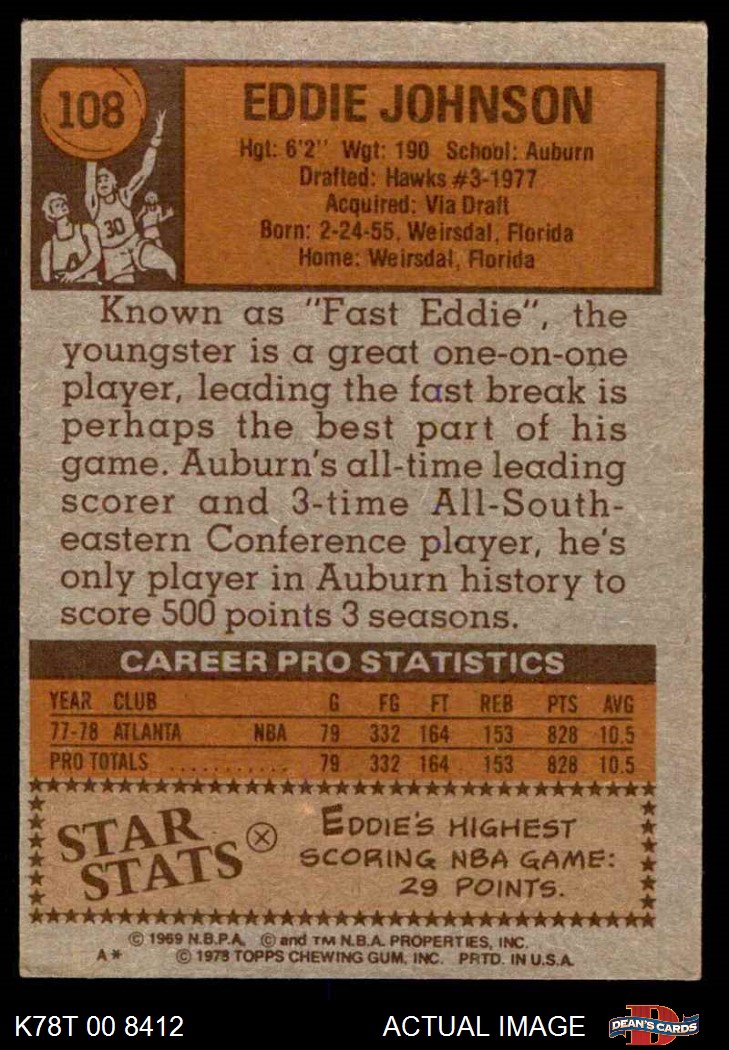 108
30
EDDIE JOHNSON
Hgt: 6'2" Wgt: 190 School: Auburn
Drafted: Hawks #3-1977
Acquired: Via Draft
Born: 2-24-55, Weirsdal, Florida
Home: Weirsdal, Florida
Known as "Fast Eddie", the
youngster is a great one-on-one
player, leading the fast break is
perhaps the best part of his
game. Auburn's all-time leading
scorer and 3-time All-South-
eastern Conference player, he's
only player in Auburn history to
score 500 points 3 seasons.
CAREER PRO STATISTICS
YEAR CLUB G FG FT REB PTS AVG
77-78 ATLANTA NBA 79 332 164 153 828 10.5
PRO TOTALS ........... 79 332 164 153 828 10.5
STAR STATS
EDDIE'S HIGHEST
SCORING NBA GAME:
29 POINTS.
© 1969 N.B.P.A. © and TM N.B.A. PROPERTIES, INC.
A* © 1978 TOPPS CHEWING GUM, INC. PRTD. IN U.S.A.
K78T 00 8412 ACTUAL IMAGE DEAN'S CARDS